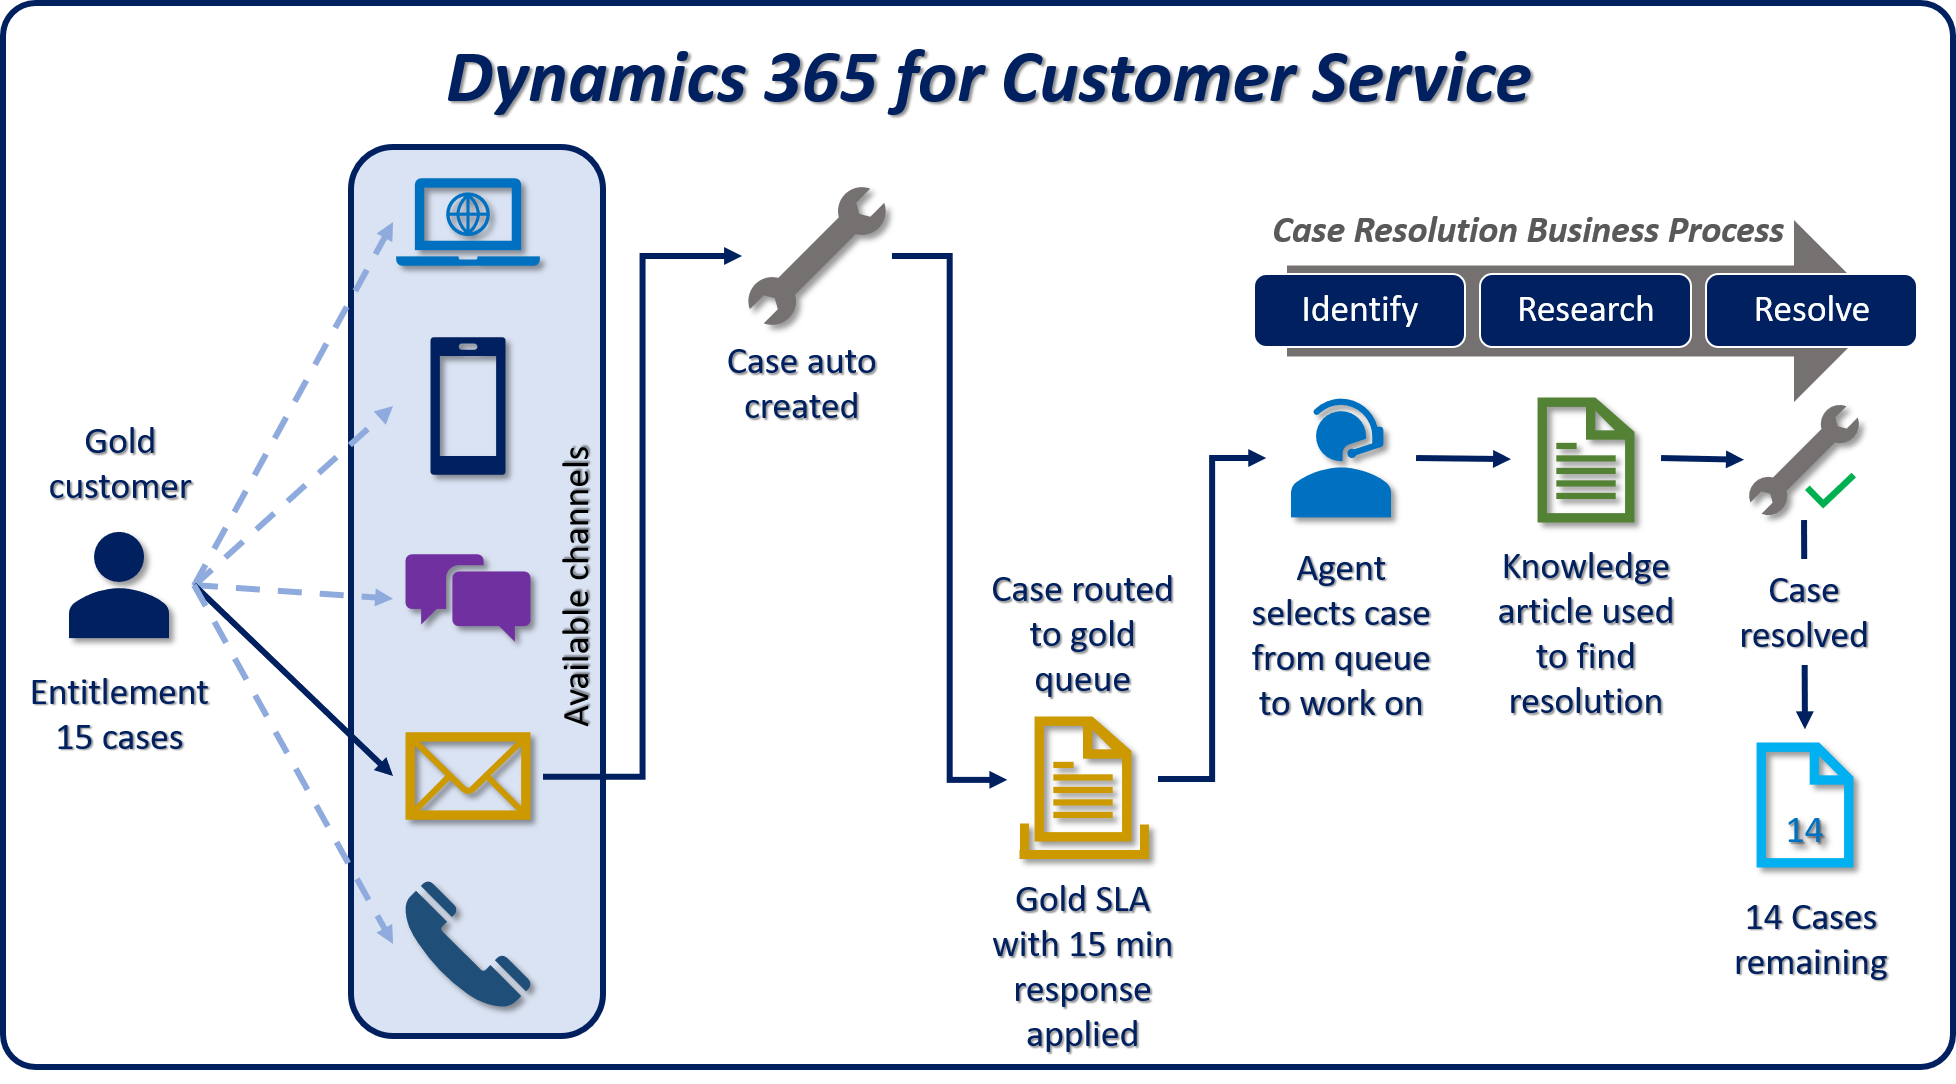 Dynamics 365 for Customer Service
Gold
customer
Entitlement
15 cases
Available channels
Case auto
created
Case routed
to gold
queue
Gold SLA
with 15 min
response
applied
Case Resolution Business Process
Identify
Research
Resolve
Agent
selects case
from queue
to work on
Knowledge
article used
to find
resolution
Case
resolved
14
14 Cases
remaining